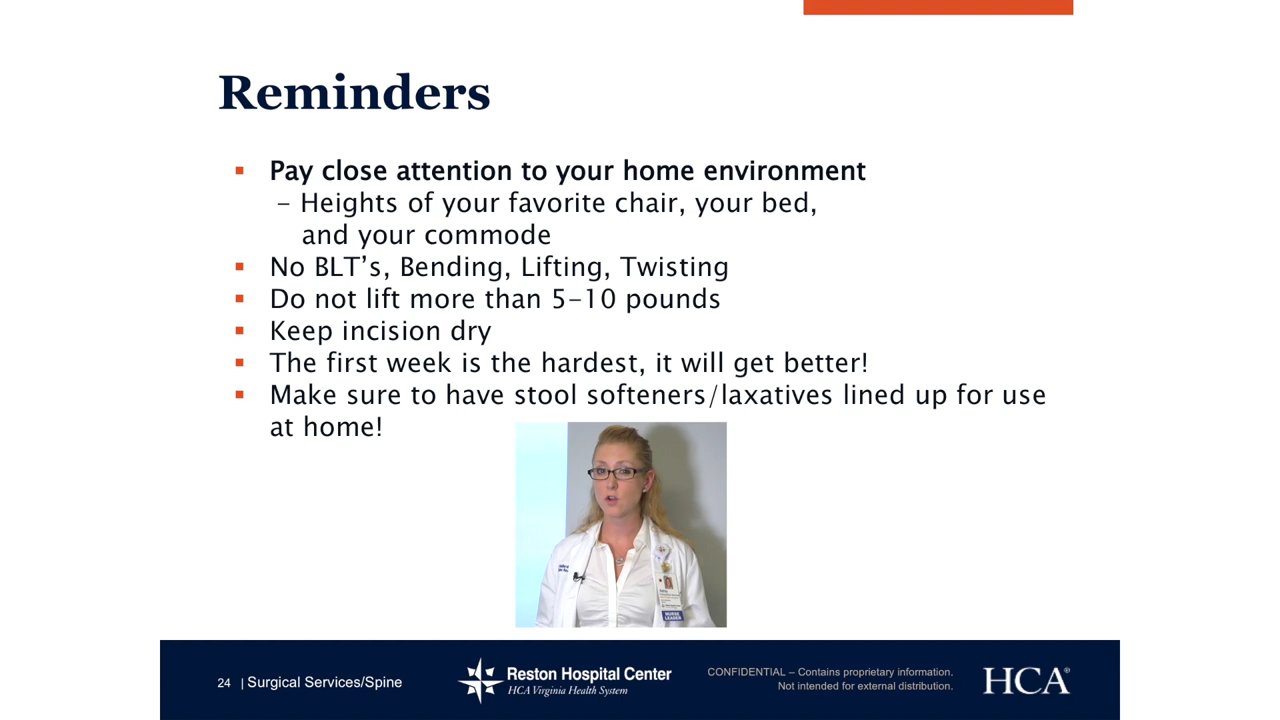 Reminders
▪ Pay close attention to your home environment
– Heights of your favorite chair, your bed,
and your commode
▪ No BLT’s, Bending, Lifting, Twisting
▪ Do not lift more than 5–10 pounds
▪ Keep incision dry
▪ The first week is the hardest, it will get better!
▪ Make sure to have stool softeners/laxatives lined up for use
at home!
NURSE
LEADER
24 | Surgical Services/Spine
Reston Hospital Center
HCA Virginia Health System
CONFIDENTIAL – Contains proprietary information.
Not intended for external distribution.
HCA®